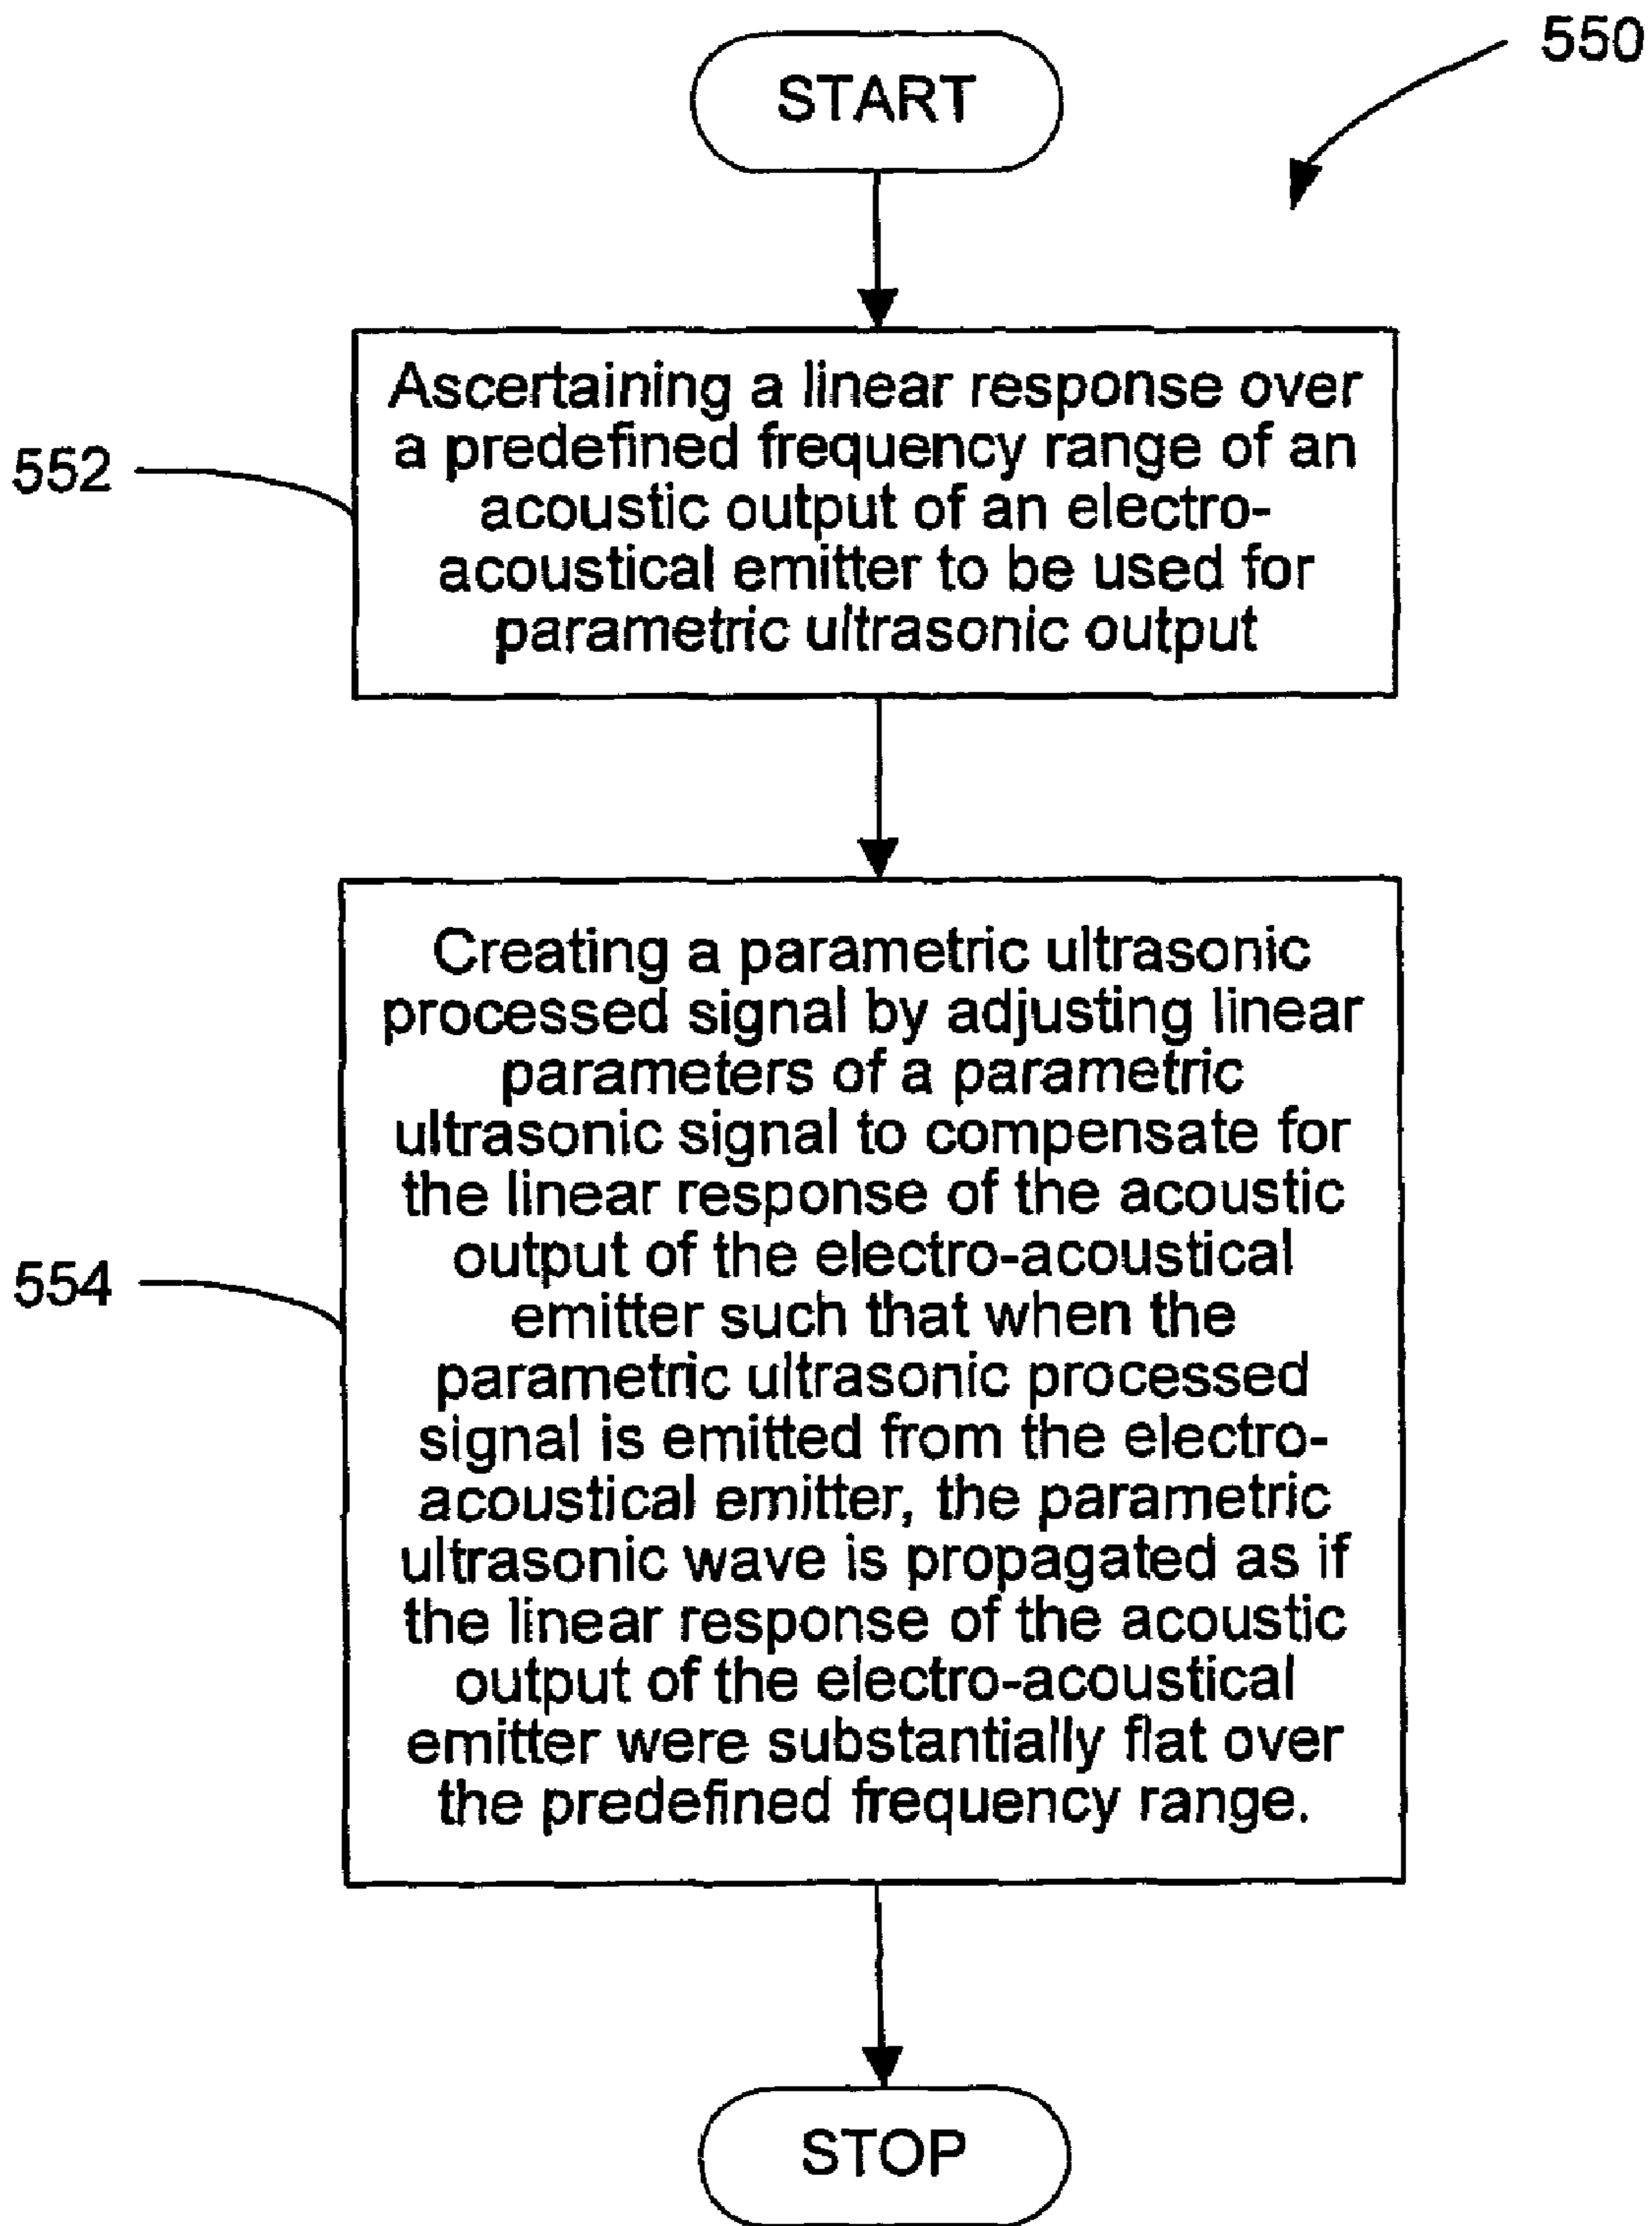 550
START
552
Ascertaining a linear response over
a predefined frequency range of an
acoustic output of an electro-
acoustical emitter to be used for
parametric ultrasonic output
554
Creating a parametric ultrasonic
processed signal by adjusting linear
parameters of a parametric
ultrasonic signal to compensate for
the linear response of the acoustic
output of the electro-acoustical
emitter such that when the
parametric ultrasonic processed
signal is emitted from the electro-
acoustical emitter, the parametric
ultrasonic wave is propagated as if
the linear response of the acoustic
output of the electro-acoustical
emitter were substantially flat over
the predefined frequency range.
STOP